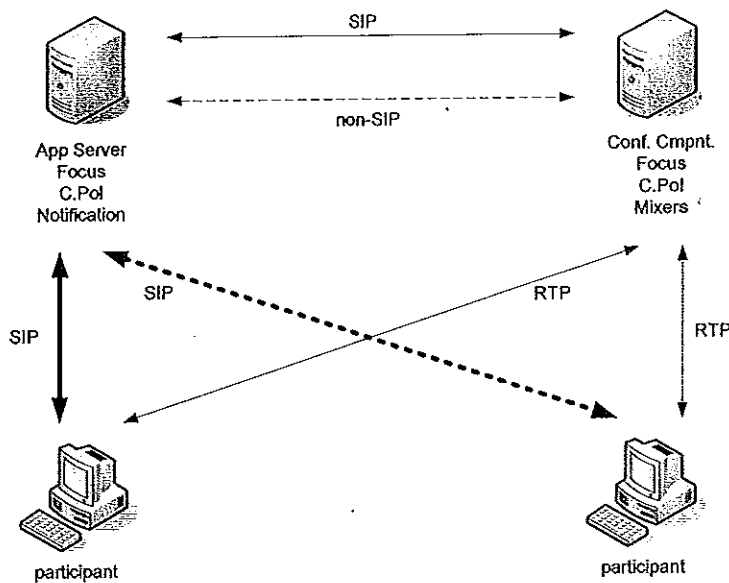 SIP
non-SIP
App Server
Focus
C.Pol
Notification
Conf. Cmpnt.
Focus
C.Pol
Mixers
SIP
SIP
RTP
RTP
participant
participant